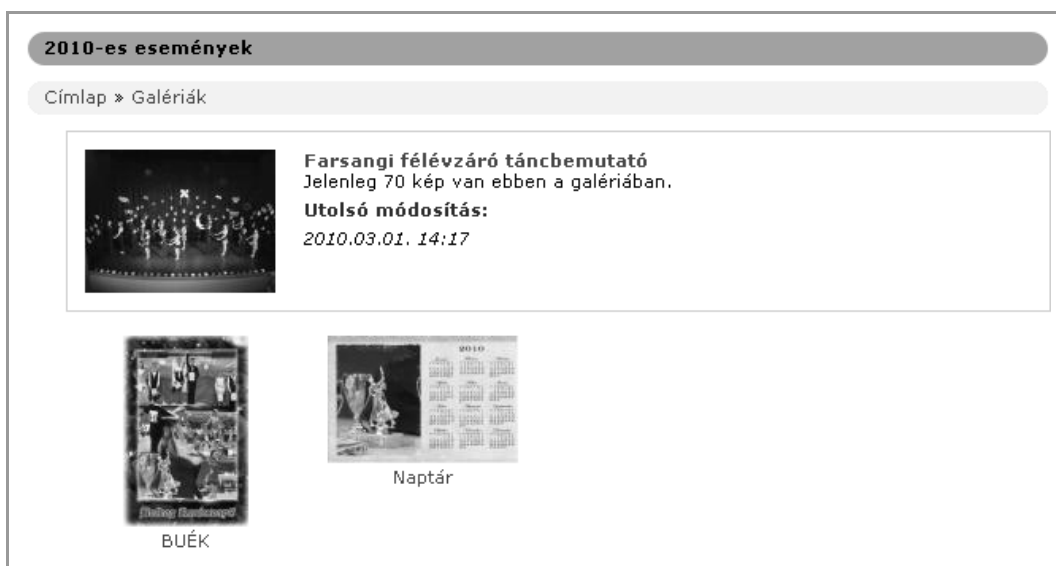 2010-es események
Címlap » Galériák
Farsangi félévzáró táncbemutató
Jelenleg 70 kép van ebben a galériában.
Utolsó módosítás:
2010.03.01. 14:17
2010
Naptár
BUÉK